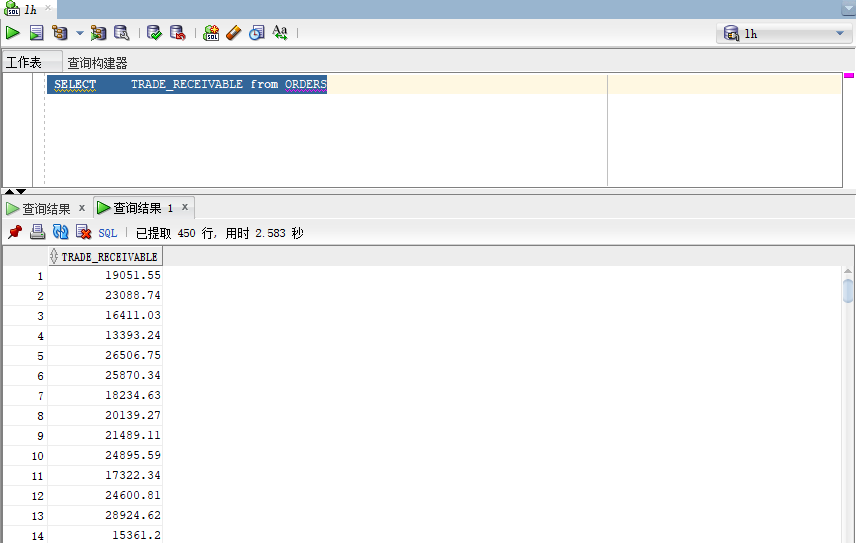 lh
lh
工作表 查询构建器
SELECT TRADE_RECEIVABLE from ORDERS
查询结果 x 查询结果 1 x
SQL 已提取 450 行, 用时 2.583 秒
TRADE_RECEIVABLE
1 19051.55
2 23088.74
3 16411.03
4 13393.24
5 26506.75
6 25870.34
7 18234.63
8 20139.27
9 21489.11
10 24895.59
11 17322.34
12 24600.81
13 28924.62
14 15361.2